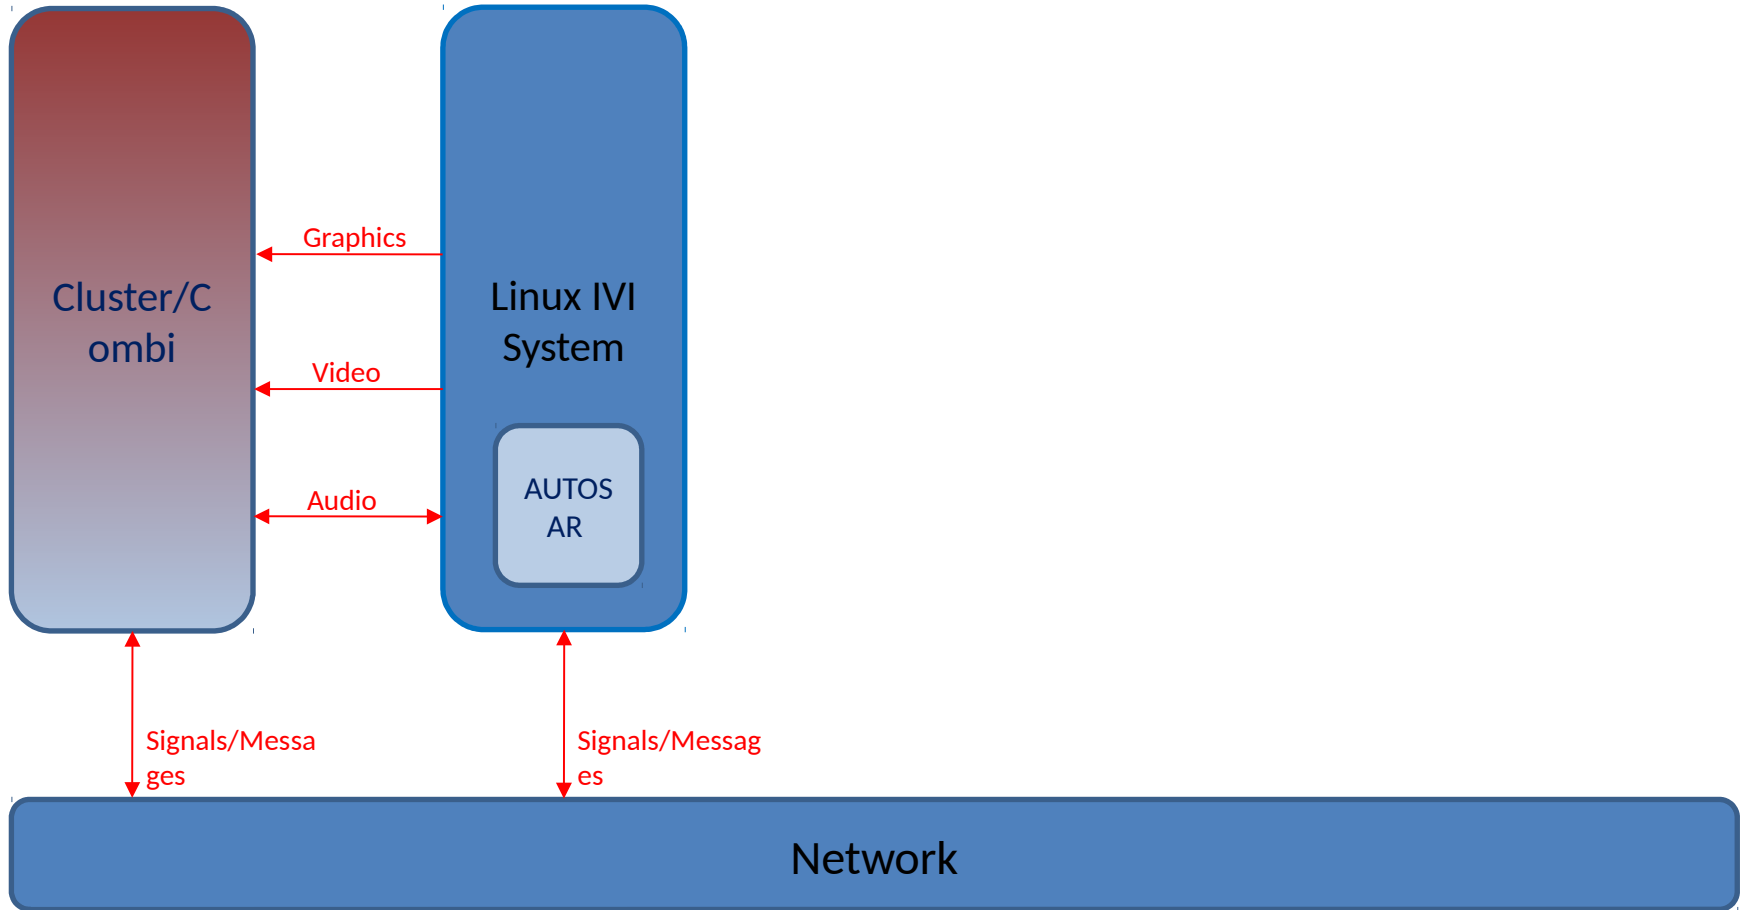 Graphics
Cluster/C
ombi
Linux IVI
System
Video
AUTOS
AR
Audio
Signals/Messa
ges
Signals/Messag
es
Network